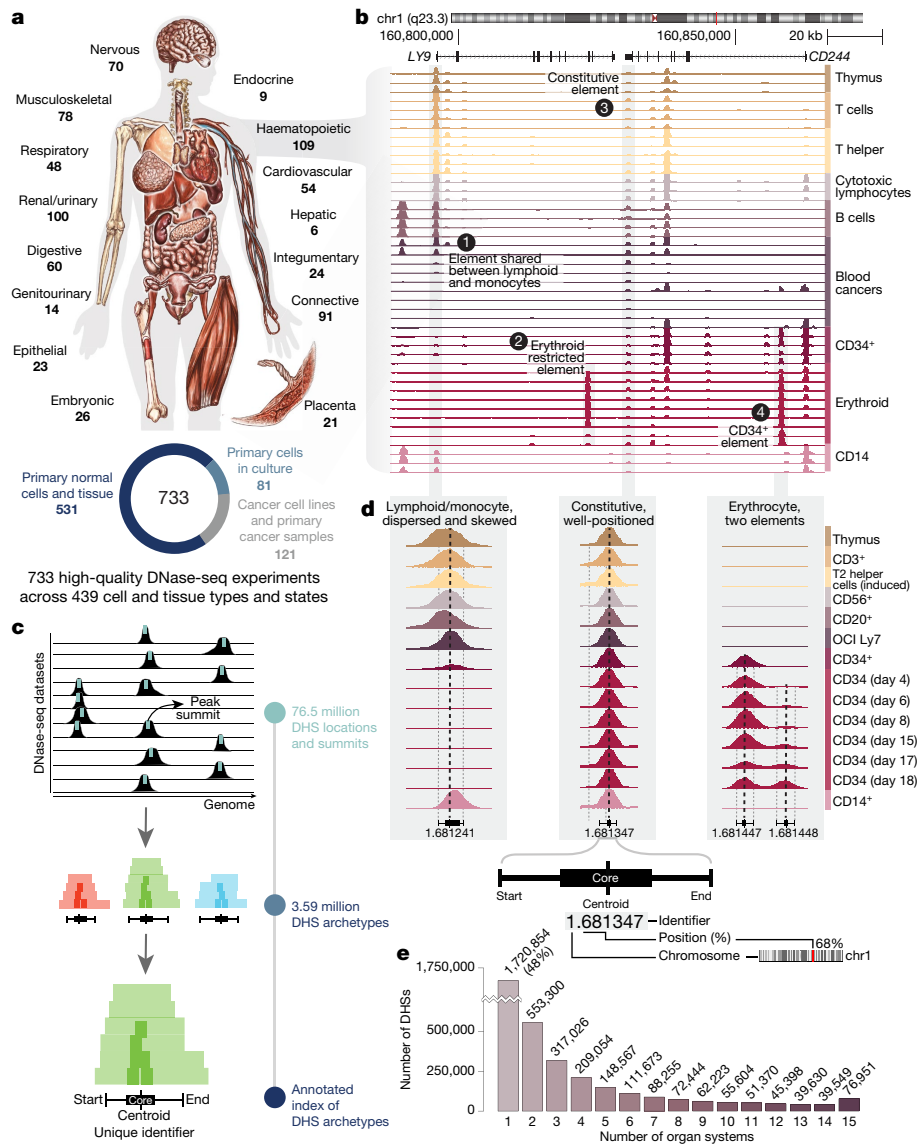 a
Nervous
70
Endocrine
9
Musculoskeletal
78
Haematopoietic
109
Respiratory
48
Cardiovascular
54
Renal/urinary
100
Hepatic
6
Digestive
60
Integumentary
24
Genitourinary
14
Connective
91
Epithelial
23
Embryonic
26
Placenta
21
Primary normal
cells and tissue
531
733
Primary cells
in culture
81
Cancer cell lines
and primary
cancer samples
121
733 high-quality DNase-seq experiments
across 439 cell and tissue types and states
b
chr1 (q23.3)
160,800,000
160,850,000
20 kb
LY9
CD244
Constitutive
element
3
1
Element shared
between lymphoid
and monocytes
2
Erythroid
restricted
element
4
CD34+
element
Thymus
T cells
T helper
Cytotoxic
lymphocytes
B cells
Blood
cancers
CD34+
Erythroid
CD14
c
DNase-seq datasets
Peak
summit
Genome
76.5 million
DHS locations
and summits
3.59 million
DHS archetypes
Start
Core
End
Centroid
Unique identifier
Annotated
index of
DHS archetypes
d
Lymphoid/monocyte,
dispersed and skewed
Constitutive,
well-positioned
Erythrocyte,
two elements
Thymus
CD3+
T2 helper
cells (induced)
CD56+
CD20+
OCI Ly7
CD34+
CD34 (day 4)
CD34 (day 6)
CD34 (day 8)
CD34 (day 15)
CD34 (day 17)
CD34 (day 18)
CD14+
1.681241
1.681347
1.681447
1.681448
Core
Start
End
Centroid
1.681347
Identifier
Position (%)
68%
Chromosome
chr1
e
Number of DHSs
1,750,000
500,000
250,000
0
1,720,854
(48%)
553,300
317,026
209,054
148,567
111,673
88,255
72,444
62,223
55,604
51,370
45,398
39,630
39,549
76,951
1 2 3 4 5 6 7 8 9 10 11 12 13 14 15
Number of organ systems